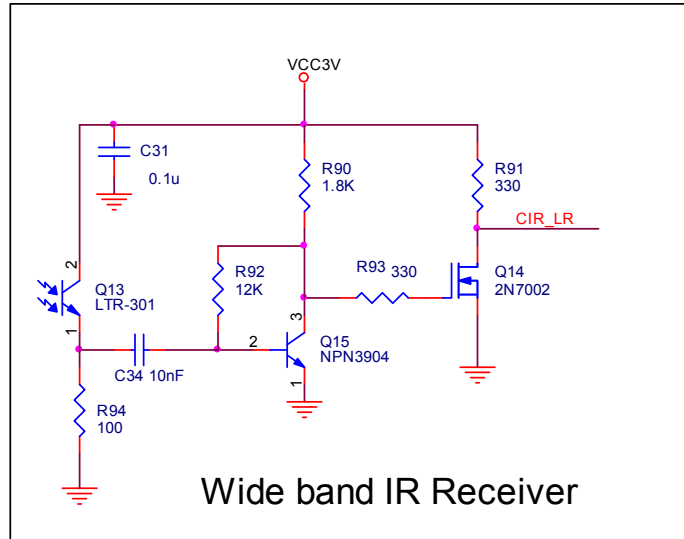 VCC3V
C31
0.1u
R90
1.8K
R91
330
CIR_LR
R92
12K
R93 330
Q14
2N7002
2
Q13
LTR-301
1
3
Q15
NPN3904
2
1
C34 10nF
R94
100
Wide band IR Receiver